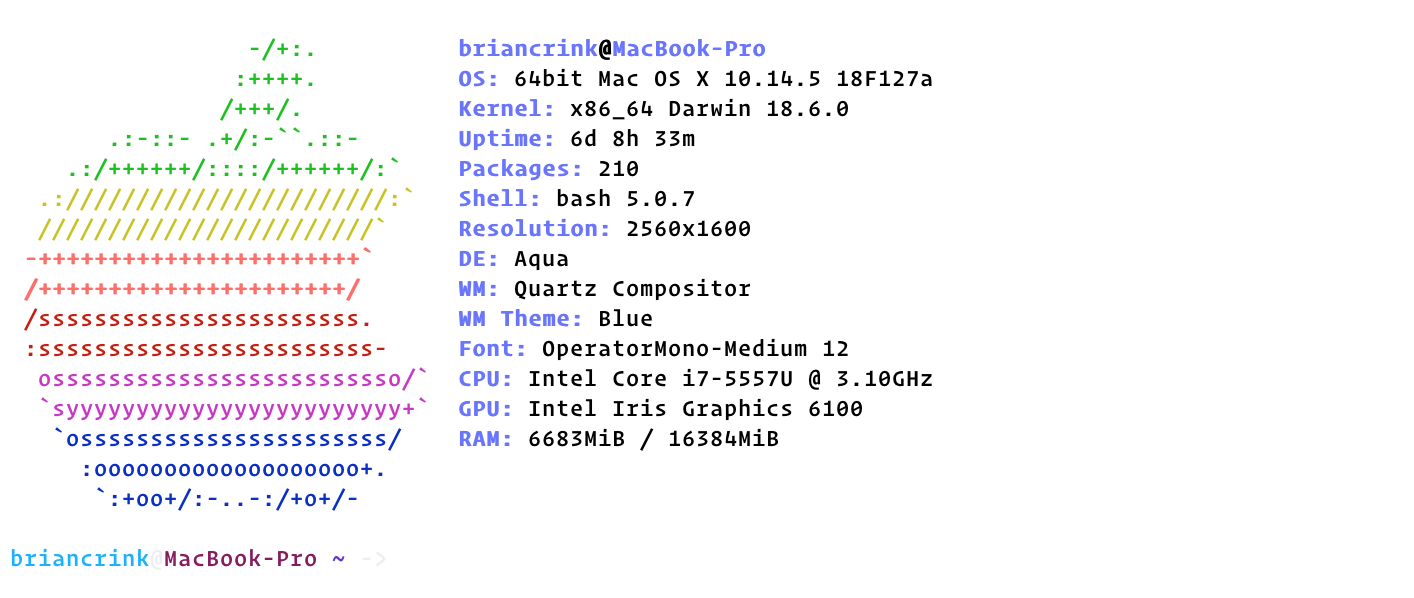 -/+:.          briancrink@MacBook-Pro
                :++++.          OS: 64bit Mac OS X 10.14.5 18F127a
               /+++/.           Kernel: x86_64 Darwin 18.6.0
       .:-::- .+/:-``.::-       Uptime: 6d 8h 33m
    .:/++++++/::::/++++++/:`    Packages: 210
  .:///////////////////////:`   Shell: bash 5.0.7
  ////////////////////////`     Resolution: 2560x1600
 -+++++++++++++++++++++++`      DE: Aqua
 /++++++++++++++++++++++/       WM: Quartz Compositor
 /sssssssssssssssssssssss.      WM Theme: Blue
 :ssssssssssssssssssssssss-     Font: OperatorMono-Medium 12
  osssssssssssssssssssssssso/`  CPU: Intel Core i7-5557U @ 3.10GHz
  `syyyyyyyyyyyyyyyyyyyyyyyy+`  GPU: Intel Iris Graphics 6100
   `ossssssssssssssssssssss/    RAM: 6683MiB / 16384MiB
     :ooooooooooooooooooo+.
      `:+oo+/:-..-:/+o+/-

briancrink@MacBook-Pro ~ ->